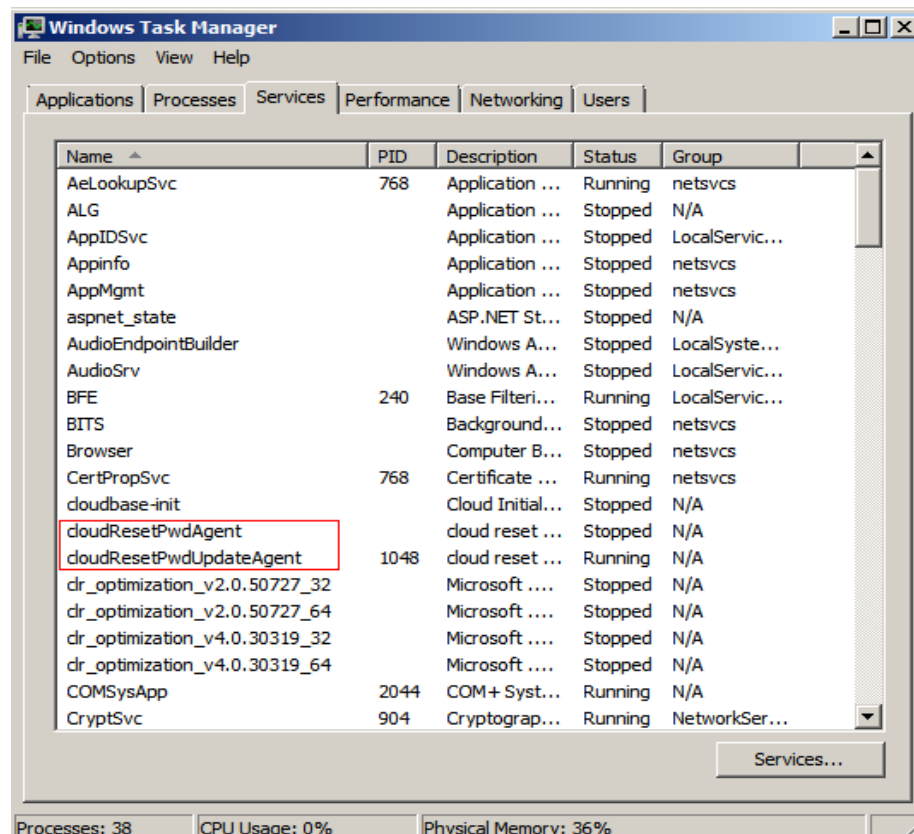 Windows Task Manager
File Options View Help
Applications Processes Services Performance Networking Users
Name PID Description Status Group
AeLookupSvc 768 Application ... Running netsvcs
ALG Application ... Stopped N/A
AppIDSvc Application ... Stopped LocalServic...
Appinfo Application ... Stopped netsvcs
AppMgmt Application ... Stopped netsvcs
aspnet_state ASP.NET St... Stopped N/A
AudioEndpointBuilder Windows A... Stopped LocalSyste...
AudioSrv Windows A... Stopped LocalServic...
BFE 240 Base Filteri... Running LocalServic...
BITS Background... Stopped netsvcs
Browser Computer B... Stopped netsvcs
CertPropSvc 768 Certificate ... Running netsvcs
cloudbase-init Cloud Initial... Stopped N/A
cloudResetPwdAgent cloud reset ... Stopped N/A
cloudResetPwdUpdateAgent 1048 cloud reset ... Running N/A
clr_optimization_v2.0.50727_32 Microsoft .... Stopped N/A
clr_optimization_v2.0.50727_64 Microsoft .... Stopped N/A
clr_optimization_v4.0.30319_32 Microsoft .... Stopped N/A
clr_optimization_v4.0.30319_64 Microsoft .... Stopped N/A
COMSysApp 2044 COM+ Syst... Running N/A
CryptSvc 904 Cryptograp... Running NetworkSer...
Services...
Processes: 38 CPU Usage: 0% Physical Memory: 36%